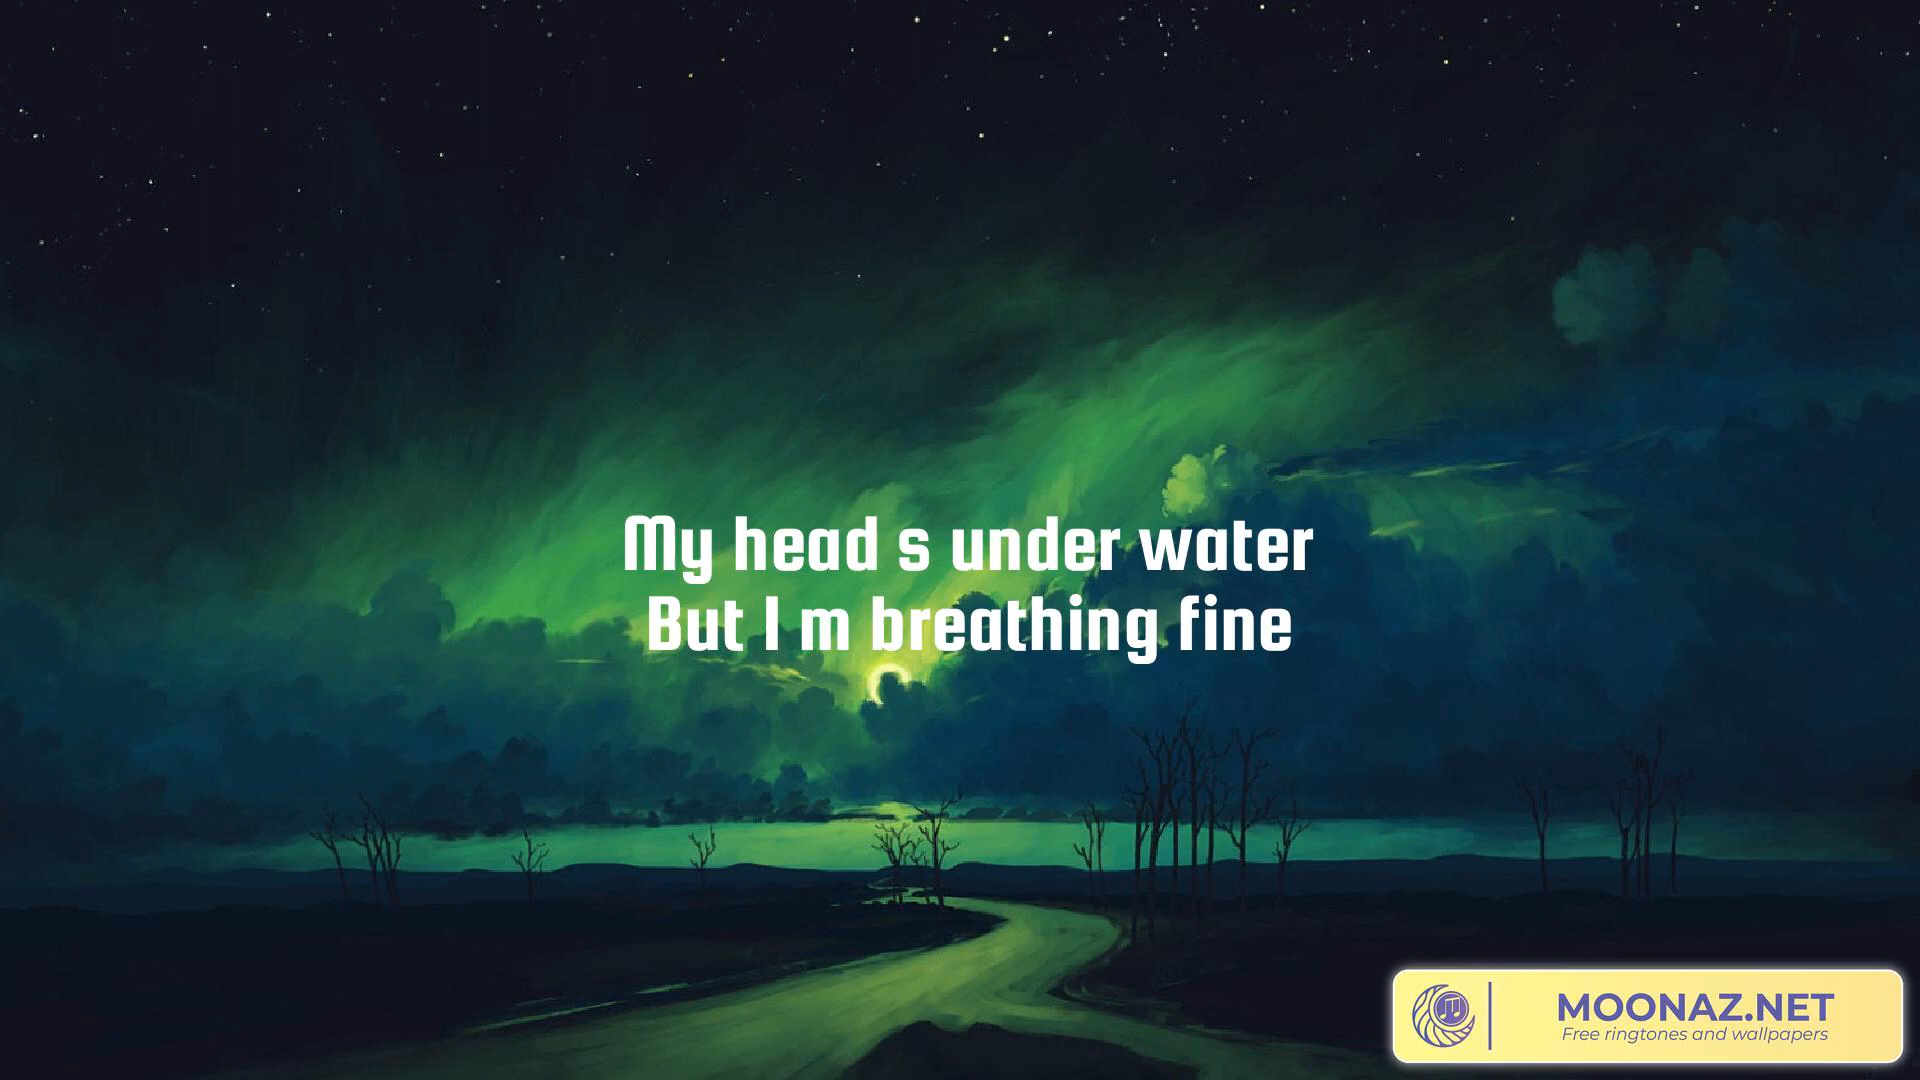 My head s under water
But I m breathing fine
MOONAZ.NET
Free ringtones and wallpapers